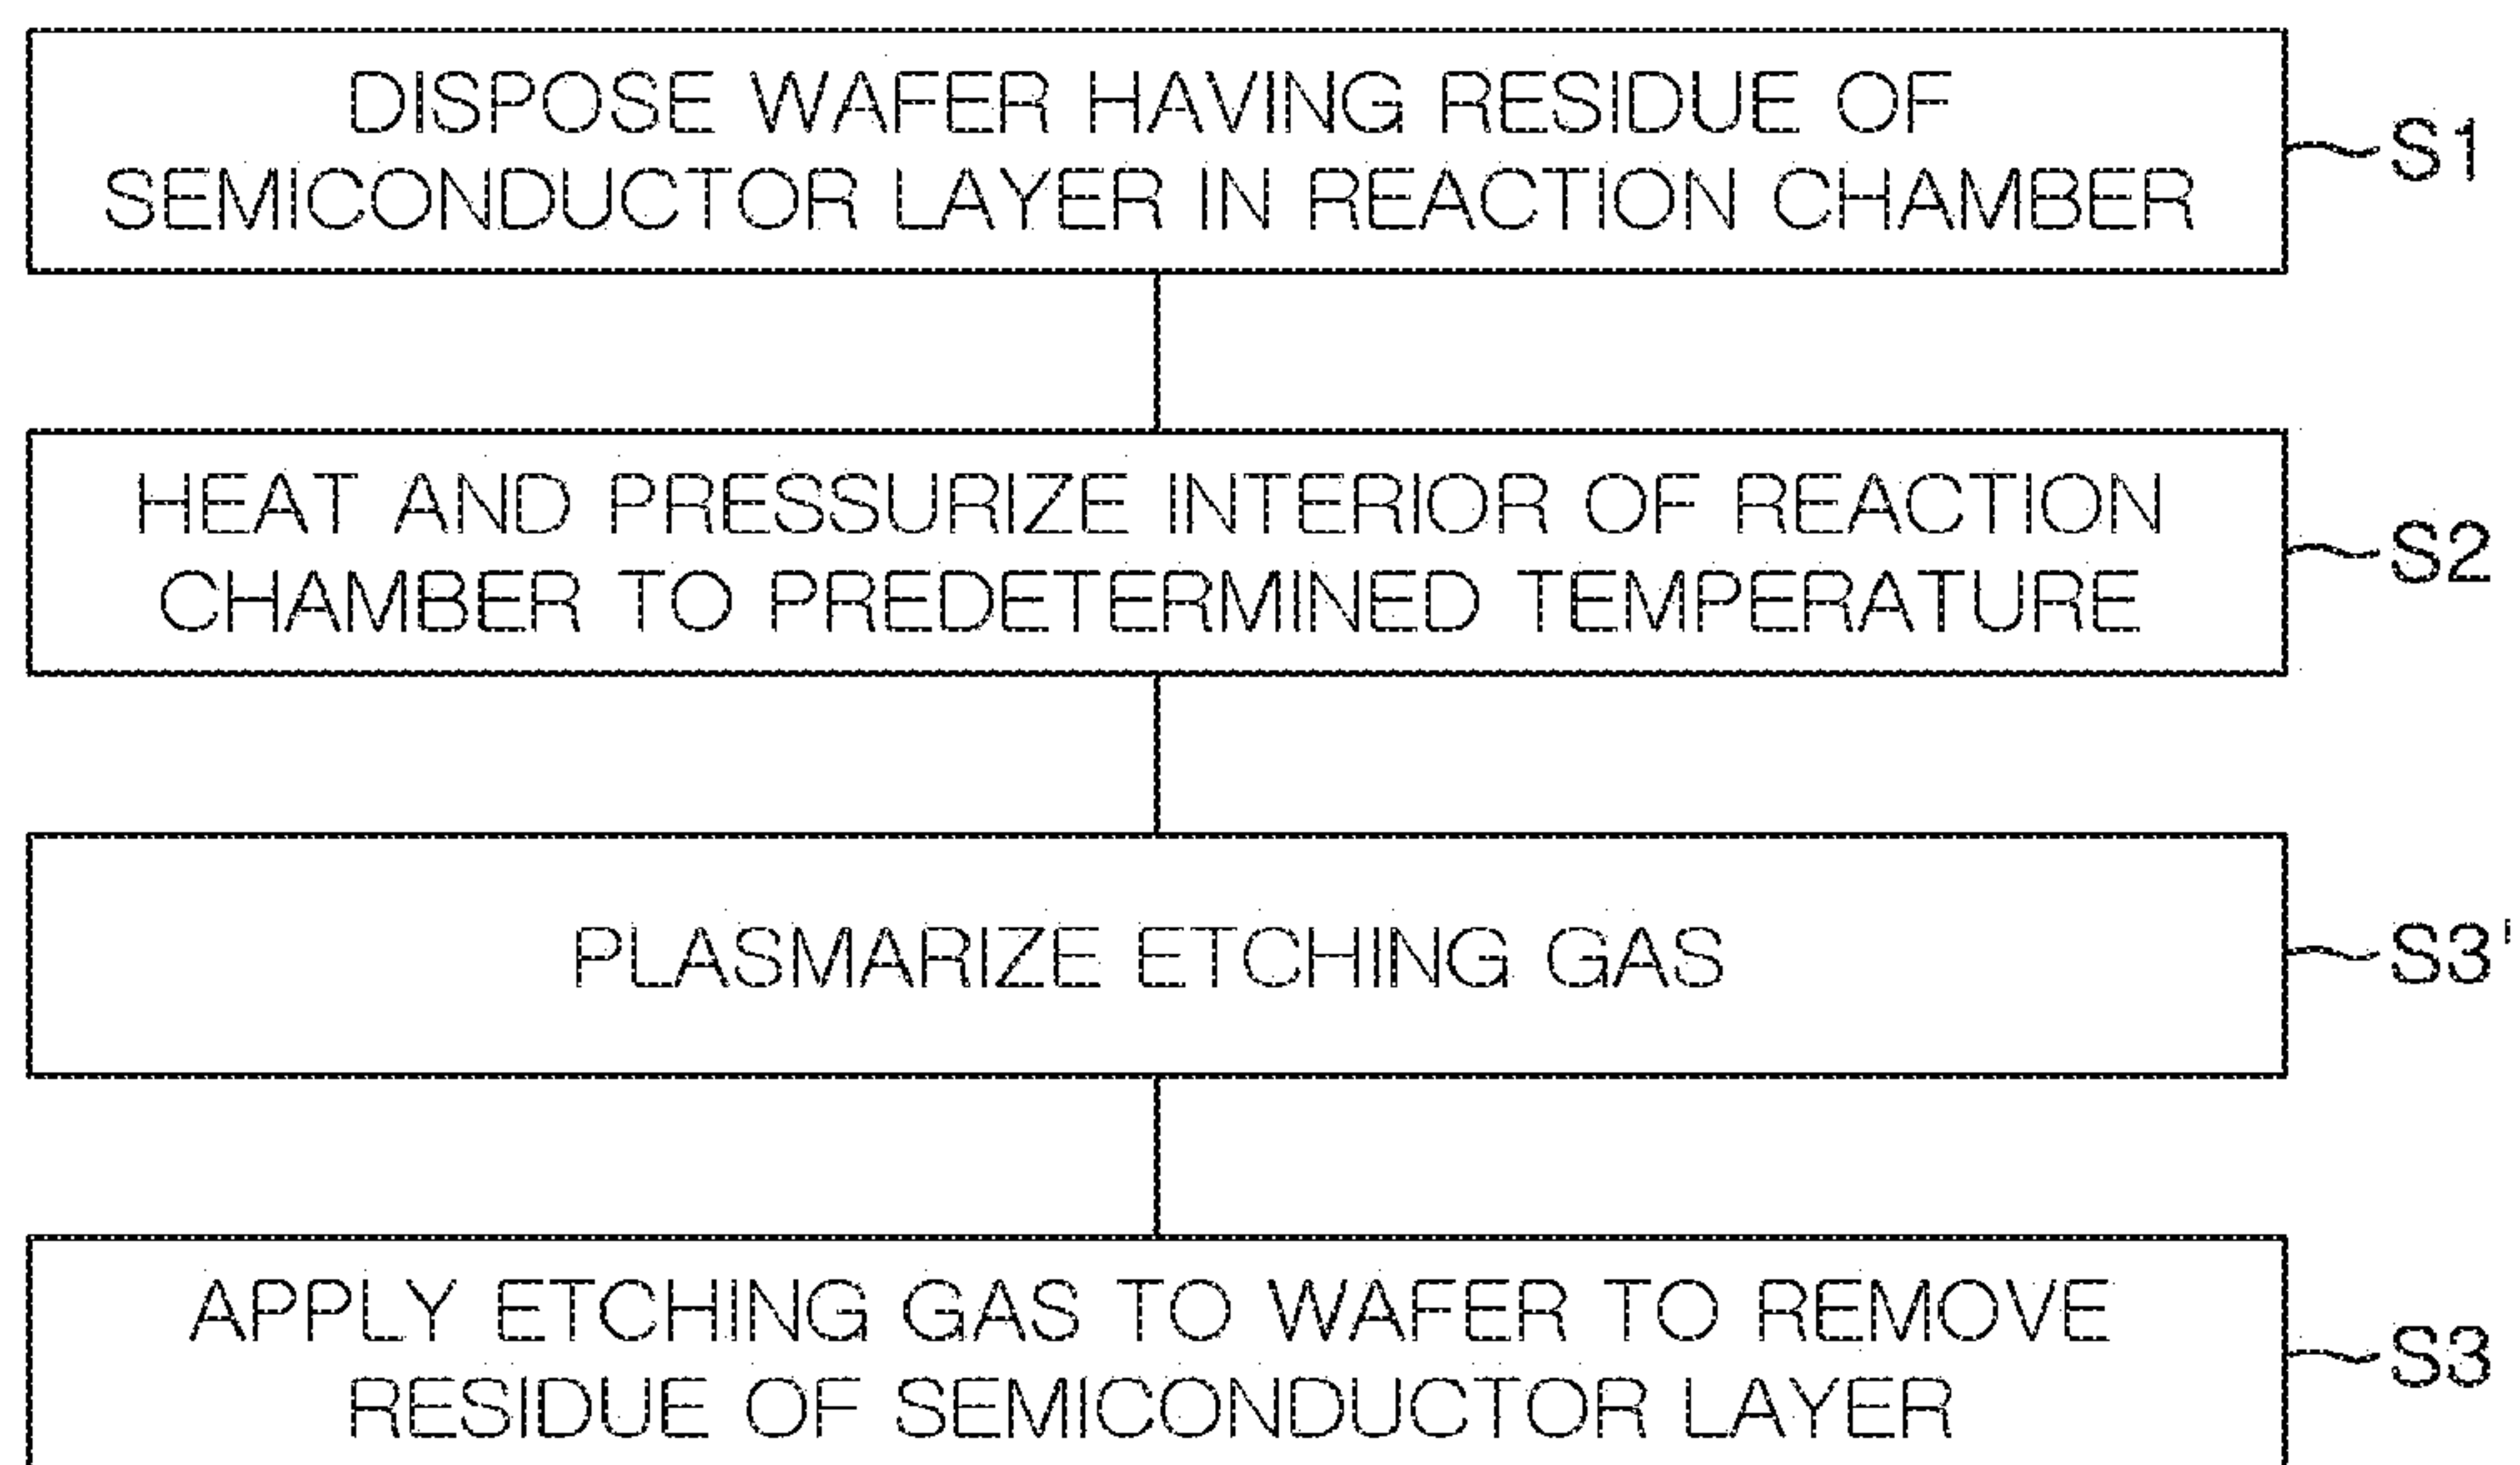 DISPOSE WAFER HAVING RESIDUE OF
SEMICONDUCTOR LAYER IN REACTION CHAMBER
S1
HEAT AND PRESSURIZE INTERIOR OF REACTION
CHAMBER TO PREDETERMINED TEMPERATURE
S2
PLASMARIZE ETCHING GAS
S3'
APPLY ETCHING GAS TO WAFER TO REMOVE
RESIDUE OF SEMICONDUCTOR LAYER
S3